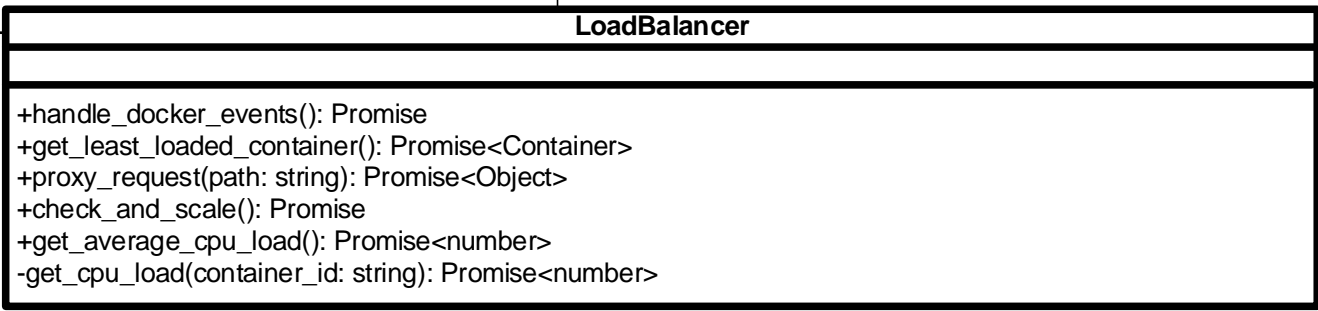 LoadBalancer
+handle_docker_events(): Promise
+get_least_loaded_container(): Promise<Container>
+proxy_request(path: string): Promise<Object>
+check_and_scale(): Promise
+get_average_cpu_load(): Promise<number>
-get_cpu_load(container_id: string): Promise<number>